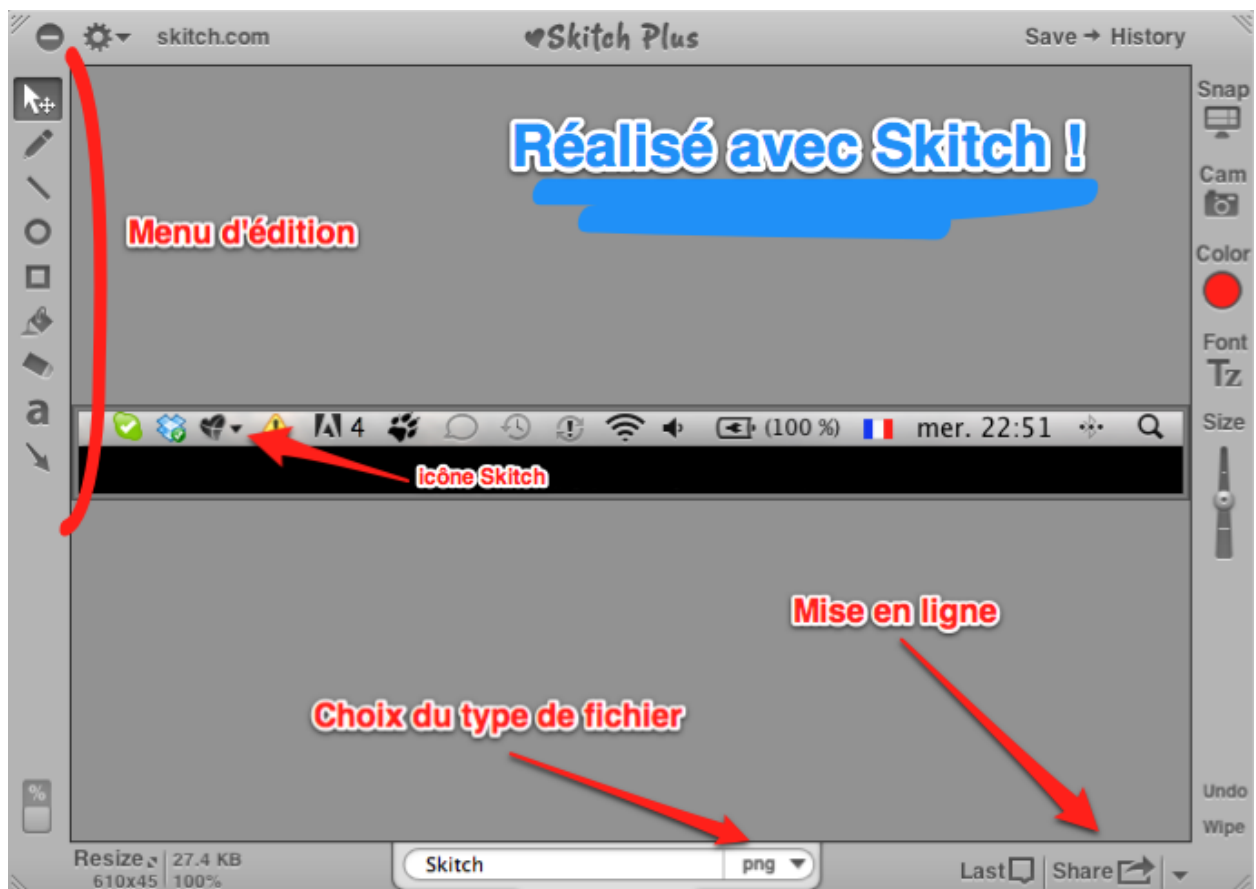 skitch.com
Skitch Plus
Save → History
Snap
Réalisé avec Skitch !
Cam
Menu d'édition
Color
Font
Tz
a
4
(100 %)
mer. 22:51
Size
icône Skitch
Mise en ligne
Choix du type de fichier
%
Undo
Wipe
Resize
27.4 KB
Skitch
png
Last
Share
610x45
100%